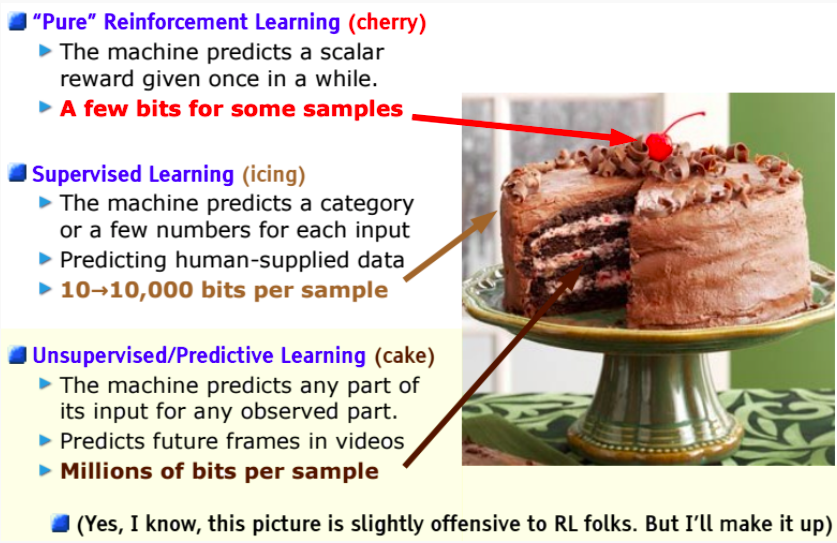 “Pure” Reinforcement Learning (cherry)
The machine predicts a scalar
reward given once in a while.
A few bits for some samples
Supervised Learning (icing)
The machine predicts a category
or a few numbers for each input
Predicting human-supplied data
10→10,000 bits per sample
Unsupervised/Predictive Learning (cake)
The machine predicts any part of
its input for any observed part.
Predicts future frames in videos
Millions of bits per sample
(Yes, I know, this picture is slightly offensive to RL folks. But I’ll make it up)